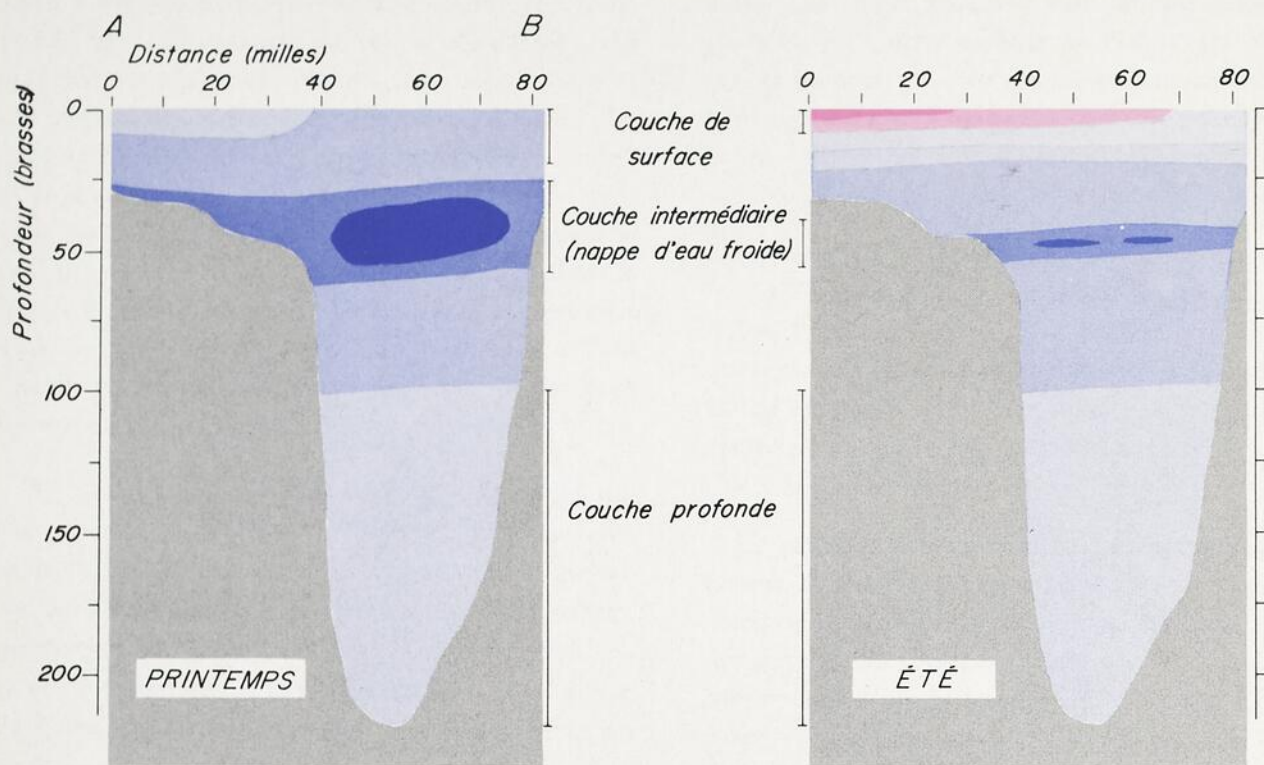 A B
Distance (milles)
0 20 40 60 80
0 20 40 60 80
Profondeur (brasses)
0
50
100
150
200
Couche de
surface
Couche intermédiaire
(nappe d'eau froide)
Couche profonde
PRINTEMPS
ÉTÉ